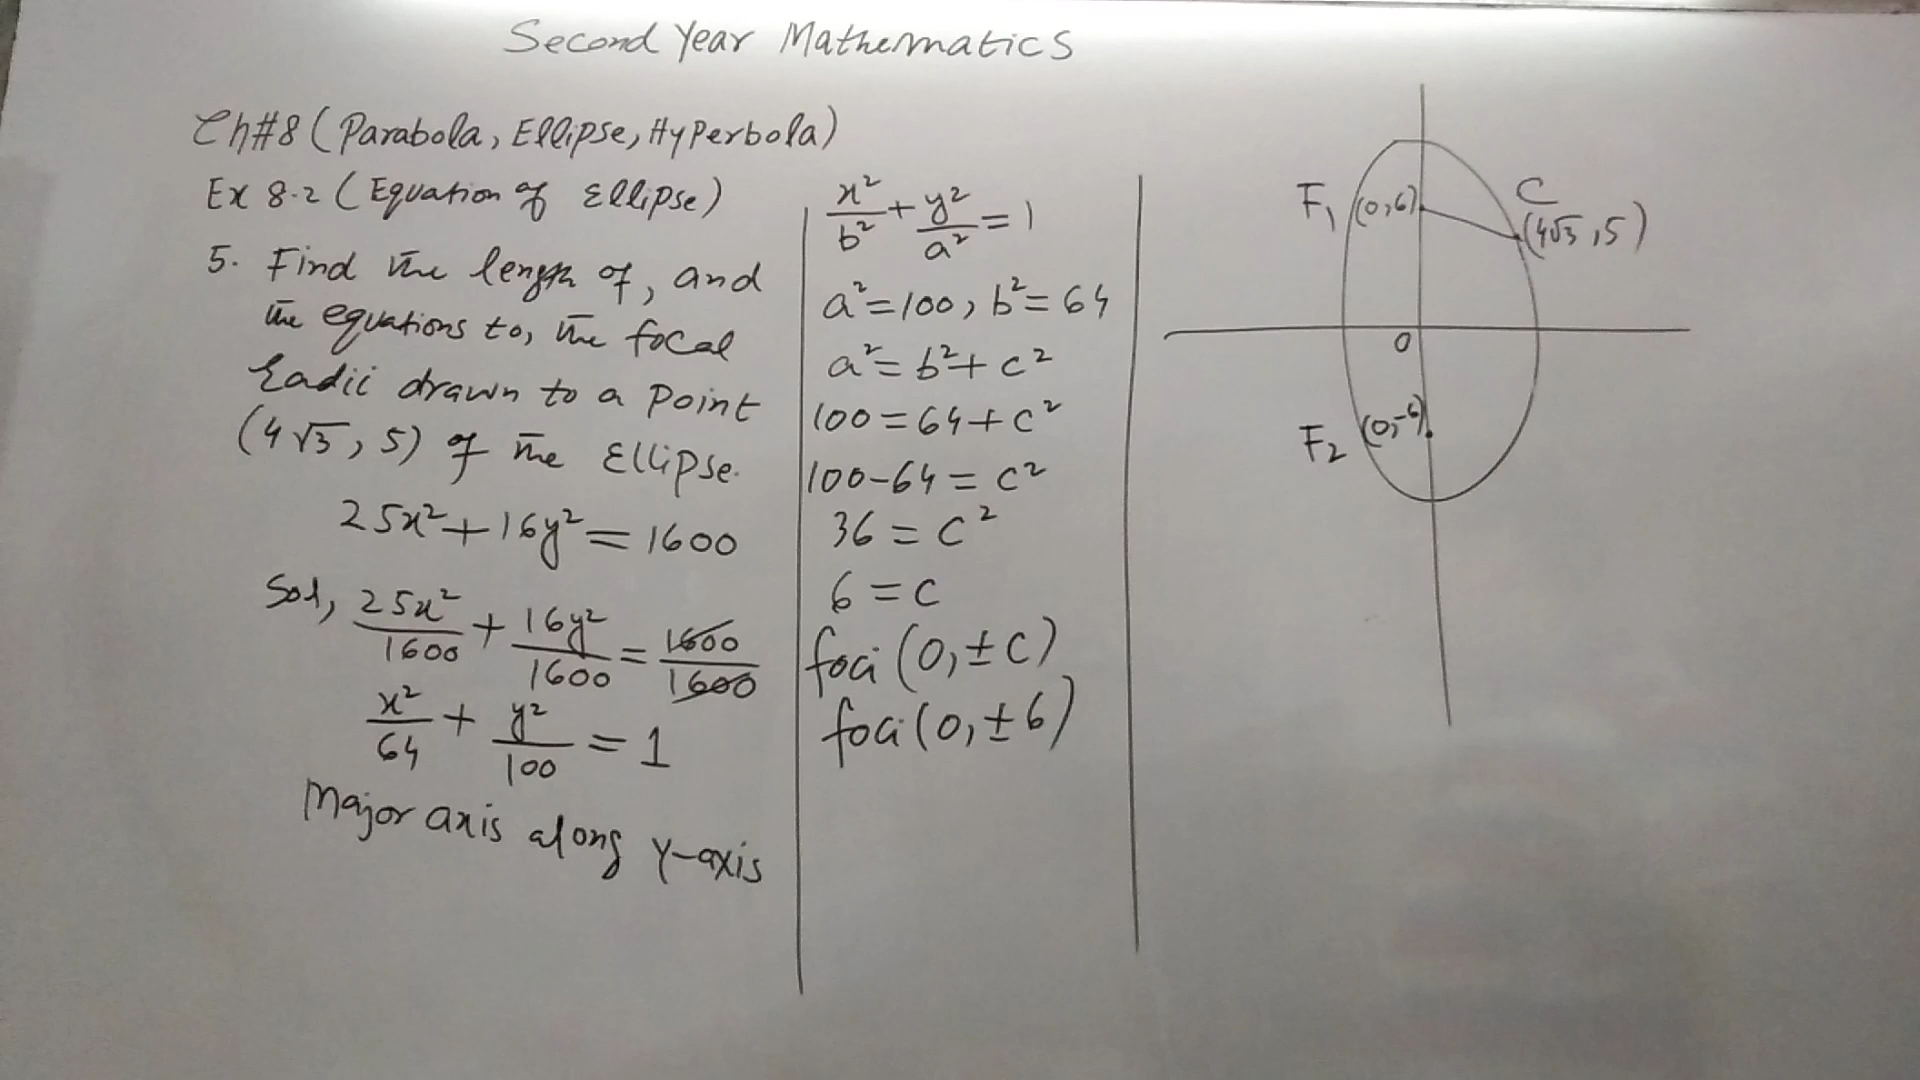 Second Year Mathematics
Ch#8 (Parabola, Ellipse, Hyperbola)
Ex 8.2 (Equation of Ellipse)
5. Find the length of, and
the equations to, the focal
radii drawn to a point
(4√3, 5) of the Ellipse.
25x² + 16y² = 1600
Sol, 25x²/1600 + 16y²/1600 = 1600/1600
x²/64 + y²/100 = 1
Major axis along Y-axis
x²/b² + y²/a² = 1
a² = 100, b² = 64
a² = b² + c²
100 = 64 + c²
100 - 64 = c²
36 = c²
6 = c
foci (0, ±c)
foci (0, ±6)
F₁ (0,6)
C
(4√3, 5)
O
F₂ (0,-6)